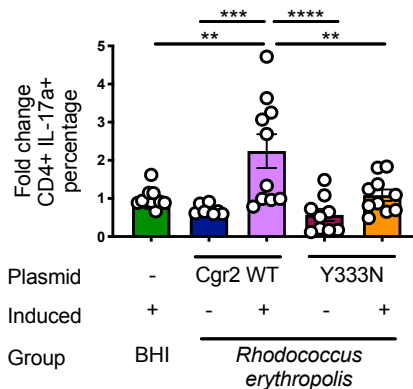 *** ****
** **
5
4
3
2
1
0
Fold change
CD4+ IL-17a+
percentage
Plasmid - Cgr2 WT Y333N
Induced + - + - +
Group BHI Rhodococcus
erythropolis